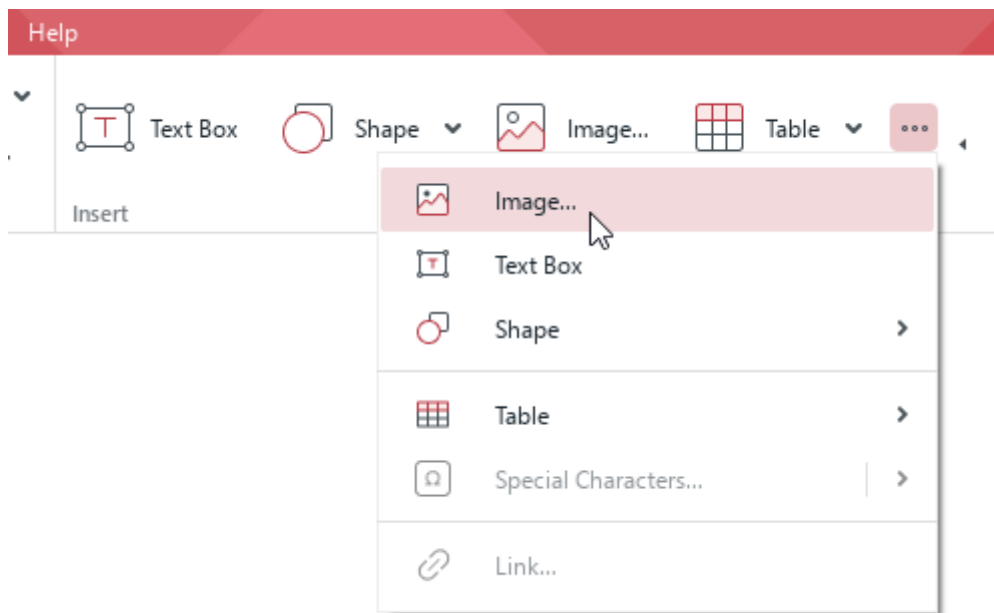 Help
Text Box Shape Image... Table
Insert
Image...
Text Box
Shape
Table
Special Characters...
Link...